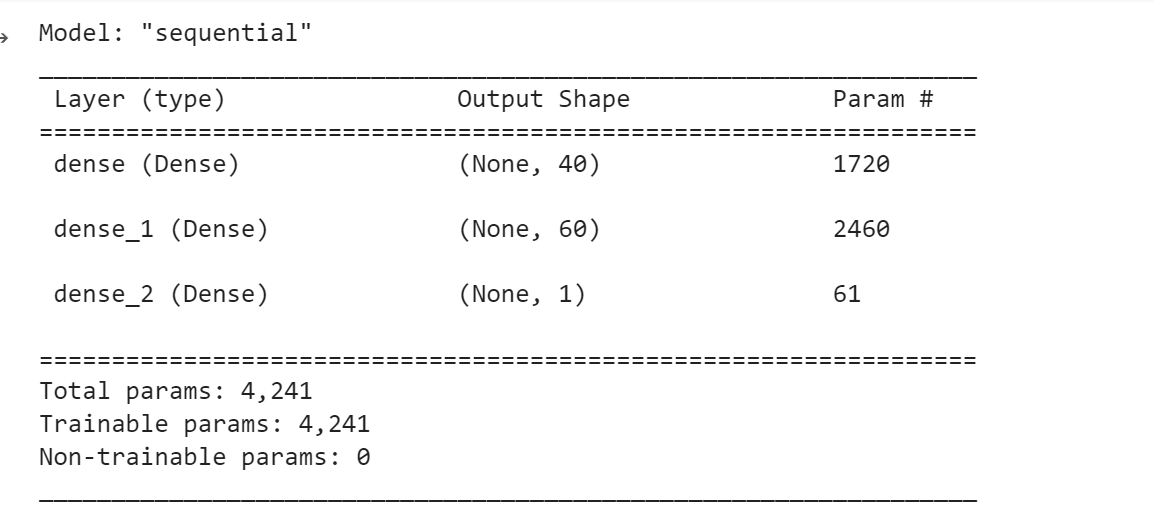 Model: "sequential"
_________________________________________________________________
Layer (type) Output Shape Param #
=================================================================
dense (Dense) (None, 40) 1720
dense_1 (Dense) (None, 60) 2460
dense_2 (Dense) (None, 1) 61
=================================================================
Total params: 4,241
Trainable params: 4,241
Non-trainable params: 0
_________________________________________________________________